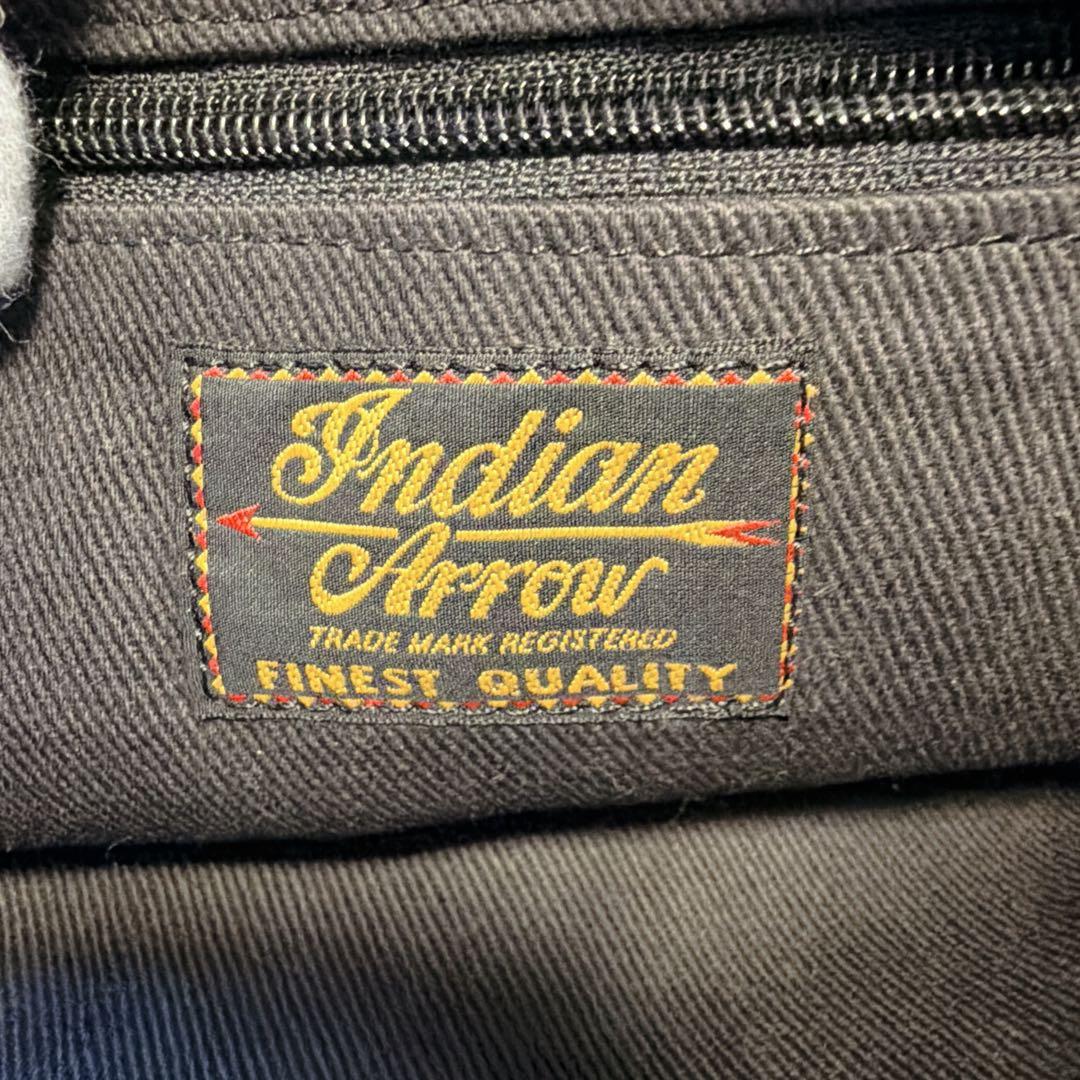 Indian
Arrow
TRADE MARK REGISTERED
FINEST QUALITY